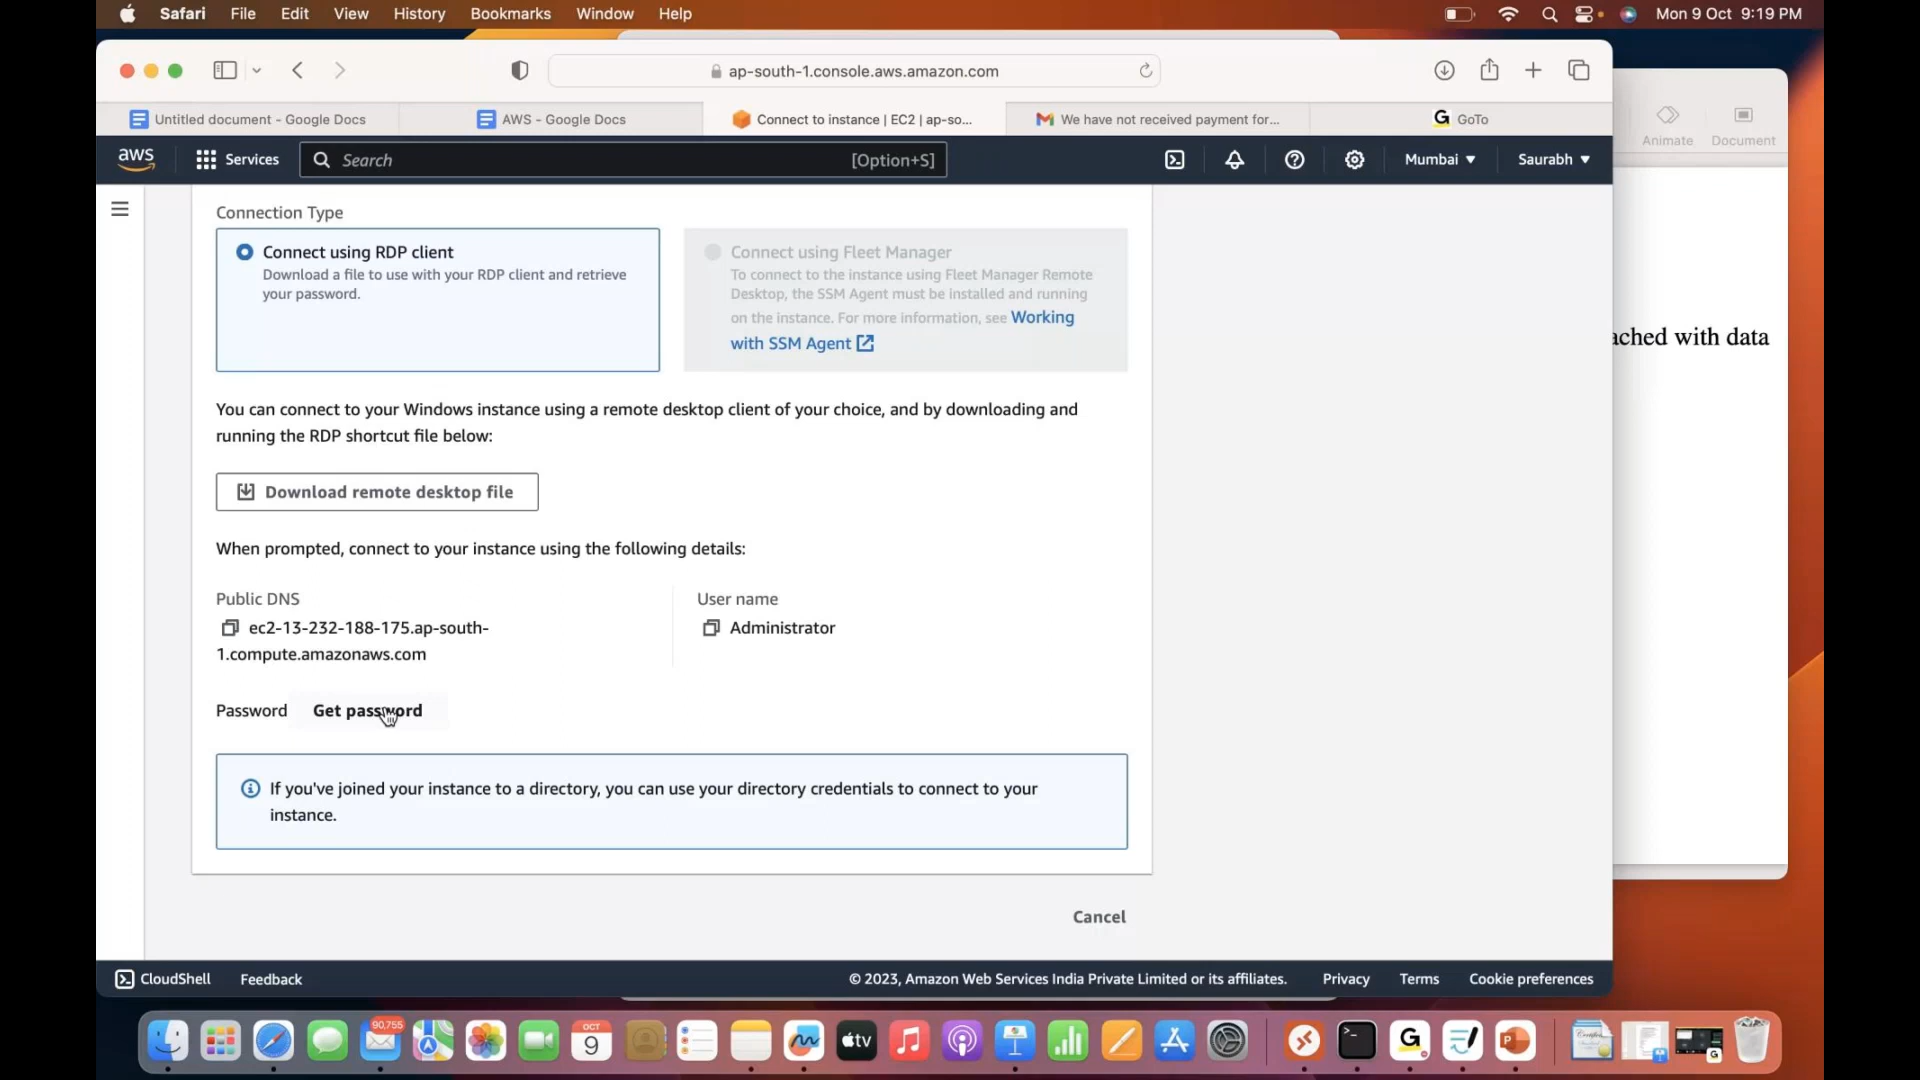 Safari File Edit View History Bookmarks Window Help Mon 9 Oct 9:19 PM
ap-south-1.console.aws.amazon.com
Untitled document - Google Docs AWS - Google Docs Connect to instance | EC2 | ap-so... We have not received payment for... G GoTo
Animate Document
aws Services Search [Option+S] Mumbai Saurabh
Connection Type
Connect using RDP client
Download a file to use with your RDP client and retrieve
your password.
Connect using Fleet Manager
To connect to the instance using Fleet Manager Remote
Desktop, the SSM Agent must be installed and running
on the instance. For more information, see Working
with SSM Agent
ached with data
You can connect to your Windows instance using a remote desktop client of your choice, and by downloading and
running the RDP shortcut file below:
Download remote desktop file
When prompted, connect to your instance using the following details:
Public DNS
ec2-13-232-188-175.ap-south-
1.compute.amazonaws.com
User name
Administrator
Password Get password
If you've joined your instance to a directory, you can use your directory credentials to connect to your
instance.
Cancel
CloudShell Feedback © 2023, Amazon Web Services India Private Limited or its affiliates. Privacy Terms Cookie preferences
90,755
OCT
9
tv
G
P